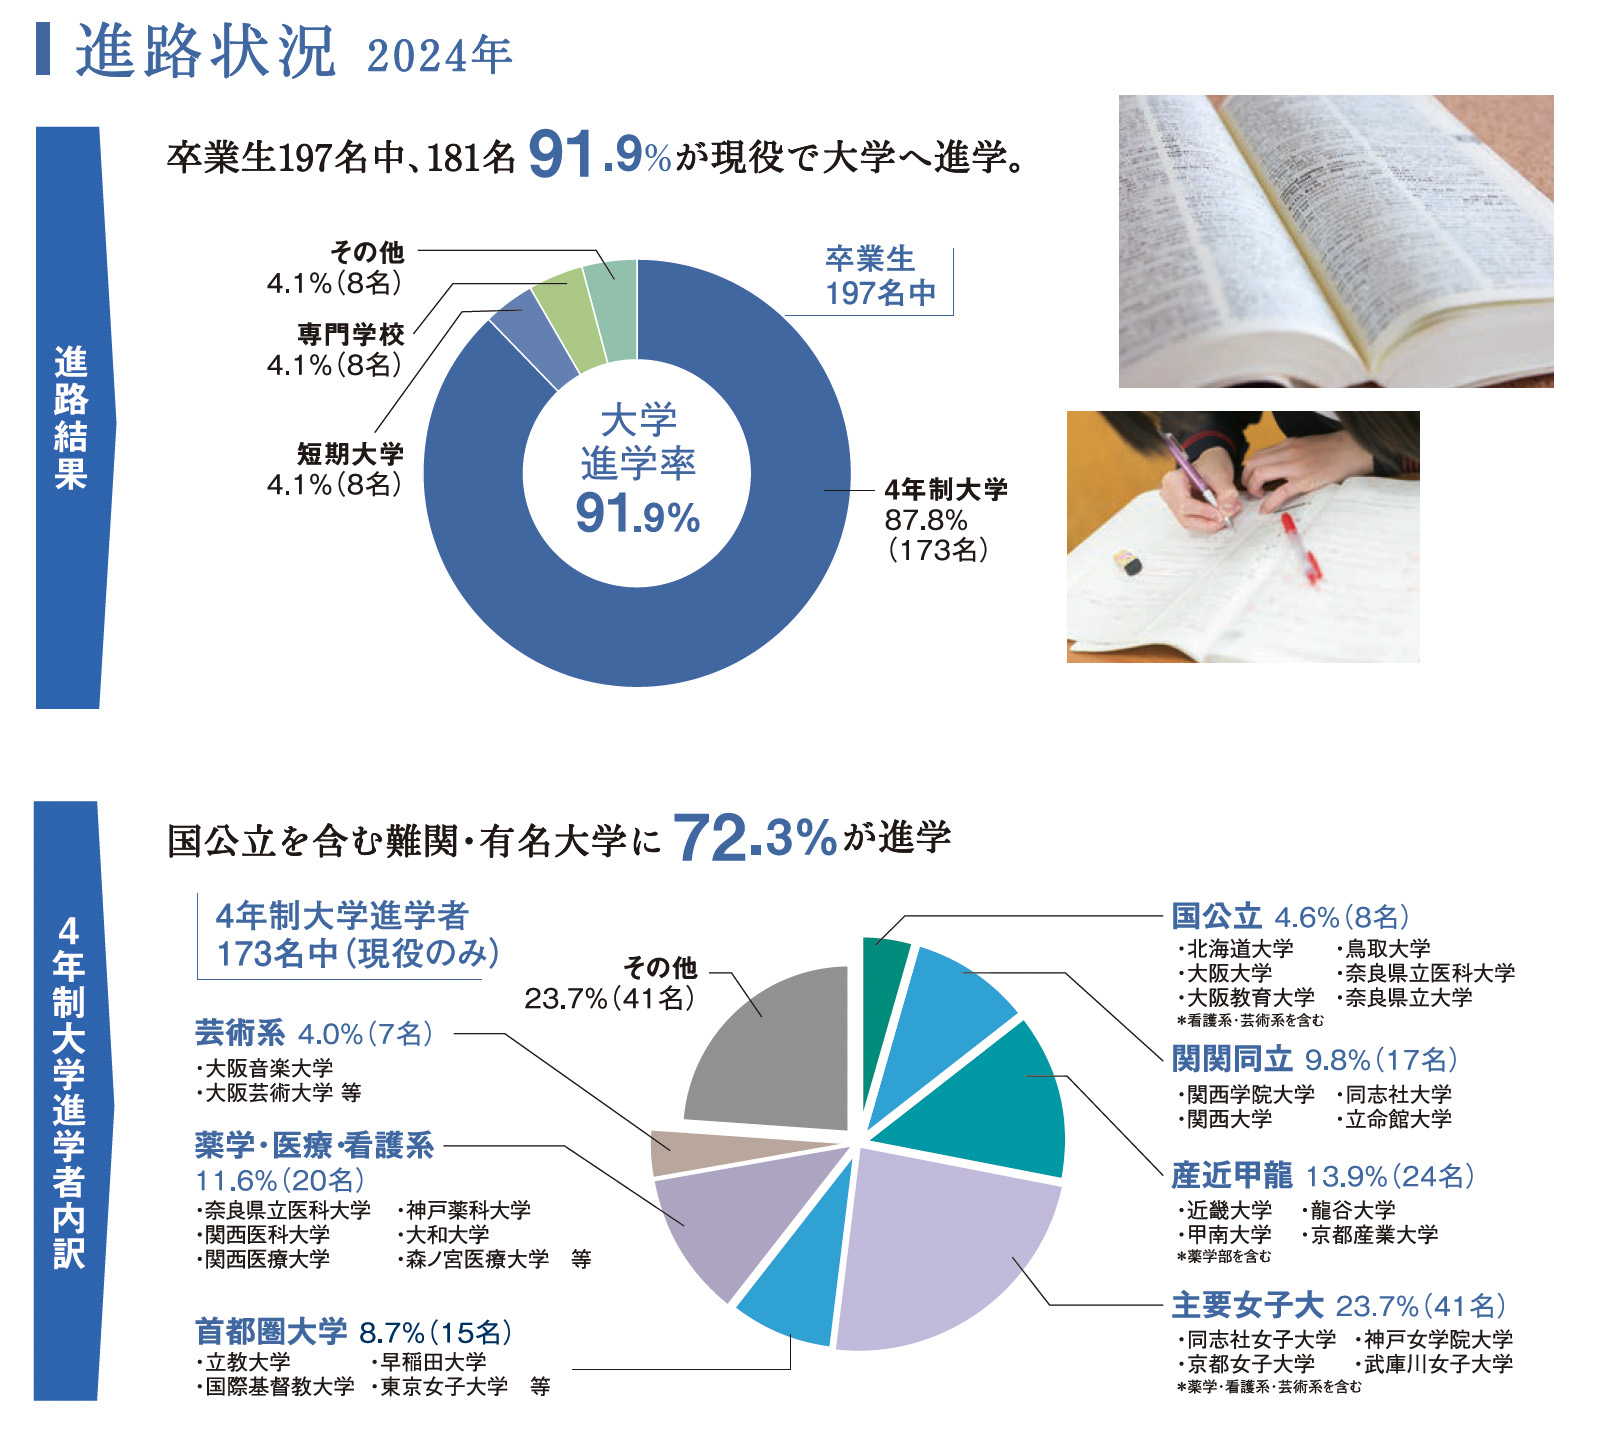 進路状況 2024年
進路結果
卒業生197名中、181名 91.9%が現役で大学へ進学。
卒業生
197名中
その他
4.1%(8名)
専門学校
4.1%(8名)
短期大学
4.1%(8名)
大学
進学率
91.9%
4年制大学
87.8%
(173名)
4年制大学進学者内訳
国公立を含む難関・有名大学に 72.3%が進学
4年制大学進学者
173名中(現役のみ)
その他
23.7%(41名)
芸術系 4.0%(7名)
・大阪音楽大学
・大阪芸術大学 等
薬学・医療・看護系
11.6%(20名)
・奈良県立医科大学 ・神戸薬科大学
・関西医科大学 ・大和大学
・関西医療大学 ・森ノ宮医療大学 等
首都圏大学 8.7%(15名)
・立教大学 ・早稲田大学
・国際基督教大学 ・東京女子大学 等
国公立 4.6%(8名)
・北海道大学 ・鳥取大学
・大阪大学 ・奈良県立医科大学
・大阪教育大学 ・奈良県立大学
*看護系・芸術系を含む
関関同立 9.8%(17名)
・関西学院大学 ・同志社大学
・関西大学 ・立命館大学
産近甲龍 13.9%(24名)
・近畿大学 ・龍谷大学
・甲南大学 ・京都産業大学
*薬学部を含む
主要女子大 23.7%(41名)
・同志社女子大学 ・神戸女学院大学
・京都女子大学 ・武庫川女子大学
*薬学・看護系・芸術系を含む